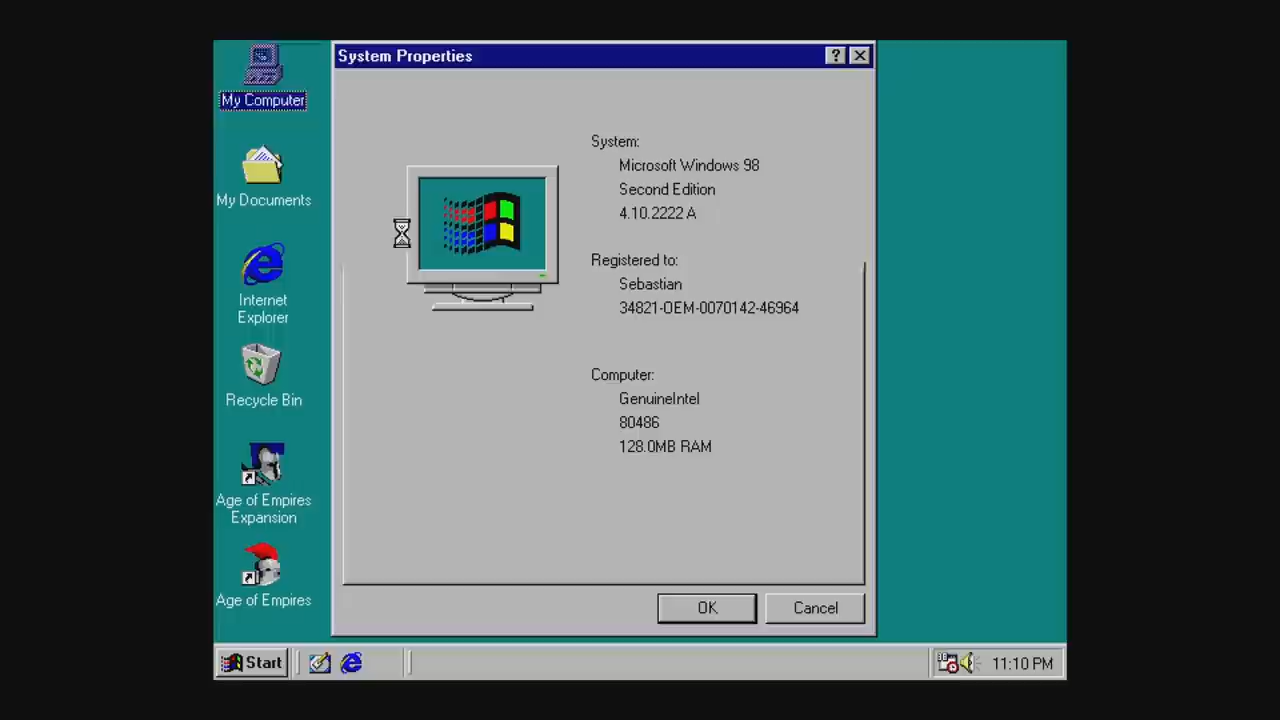 System Properties
My Computer
My Documents
Internet
Explorer
Recycle Bin
Age of Empires
Expansion
Age of Empires
System:
Microsoft Windows 98
Second Edition
4.10.2222 A
Registered to:
Sebastian
34821-OEM-0070142-46964
Computer:
GenuineIntel
80486
128.0MB RAM
OK
Cancel
Start
11:10 PM